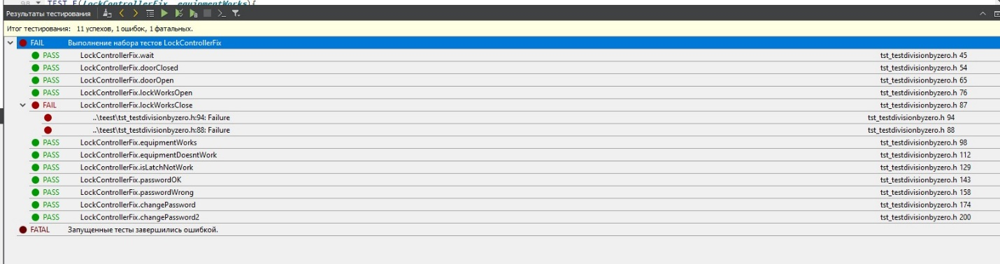 98 TEST_F(LockControllerFix, equipmentWorks){
Результаты тестирования
Итог тестирования: 11 успехов, 1 ошибок, 1 фатальных.
FAIL Выполнение набора тестов LockControllerFix
PASS LockControllerFix.wait tst_testdivisionbyzero.h 45
PASS LockControllerFix.doorClosed tst_testdivisionbyzero.h 54
PASS LockControllerFix.doorOpen tst_testdivisionbyzero.h 65
PASS LockControllerFix.lockWorksOpen tst_testdivisionbyzero.h 76
FAIL LockControllerFix.lockWorksClose tst_testdivisionbyzero.h 87
..\teest\tst_testdivisionbyzero.h:94: Failure tst_testdivisionbyzero.h 94
..\teest\tst_testdivisionbyzero.h:88: Failure tst_testdivisionbyzero.h 88
PASS LockControllerFix.equipmentWorks tst_testdivisionbyzero.h 98
PASS LockControllerFix.equipmentDoesntWork tst_testdivisionbyzero.h 112
PASS LockControllerFix.isLatchNotWork tst_testdivisionbyzero.h 129
PASS LockControllerFix.passwordOK tst_testdivisionbyzero.h 143
PASS LockControllerFix.passwordWrong tst_testdivisionbyzero.h 158
PASS LockControllerFix.changePassword tst_testdivisionbyzero.h 174
PASS LockControllerFix.changePassword2 tst_testdivisionbyzero.h 200
FATAL Запущенные тесты завершились ошибкой.